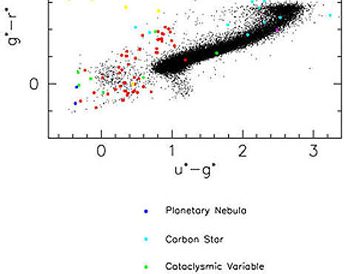 g*-r*
0
0 1 2 3
u*-g*
Planetary Nebula
Carbon Star
Cataclysmic Variable